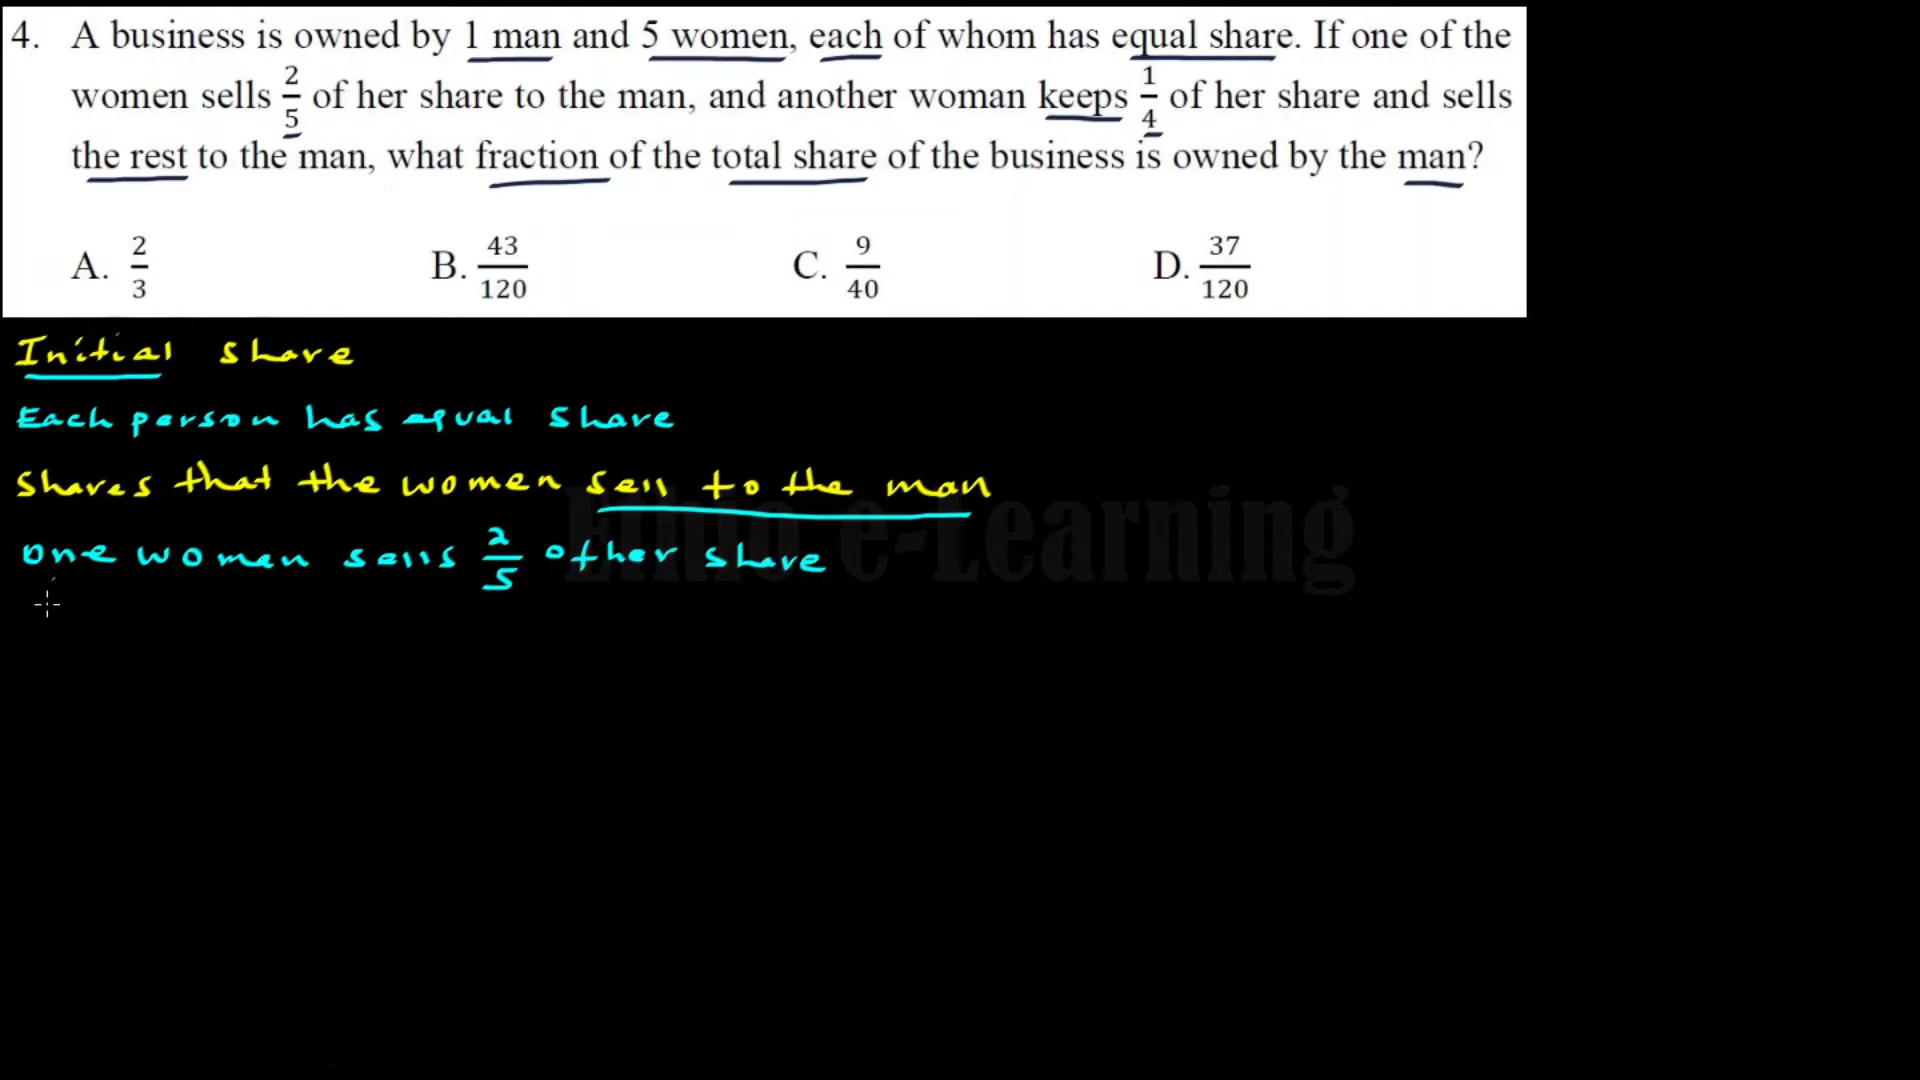 4. A business is owned by 1 man and 5 women, each of whom has equal share. If one of the
women sells 2/5 of her share to the man, and another woman keeps 1/4 of her share and sells
the rest to the man, what fraction of the total share of the business is owned by the man?
A. 2/3 B. 43/120 C. 9/40 D. 37/120
Initial share
Each person has equal share
Shares that the women sell to the man
Ethio e-Learning
one women sells 2/5 of her share